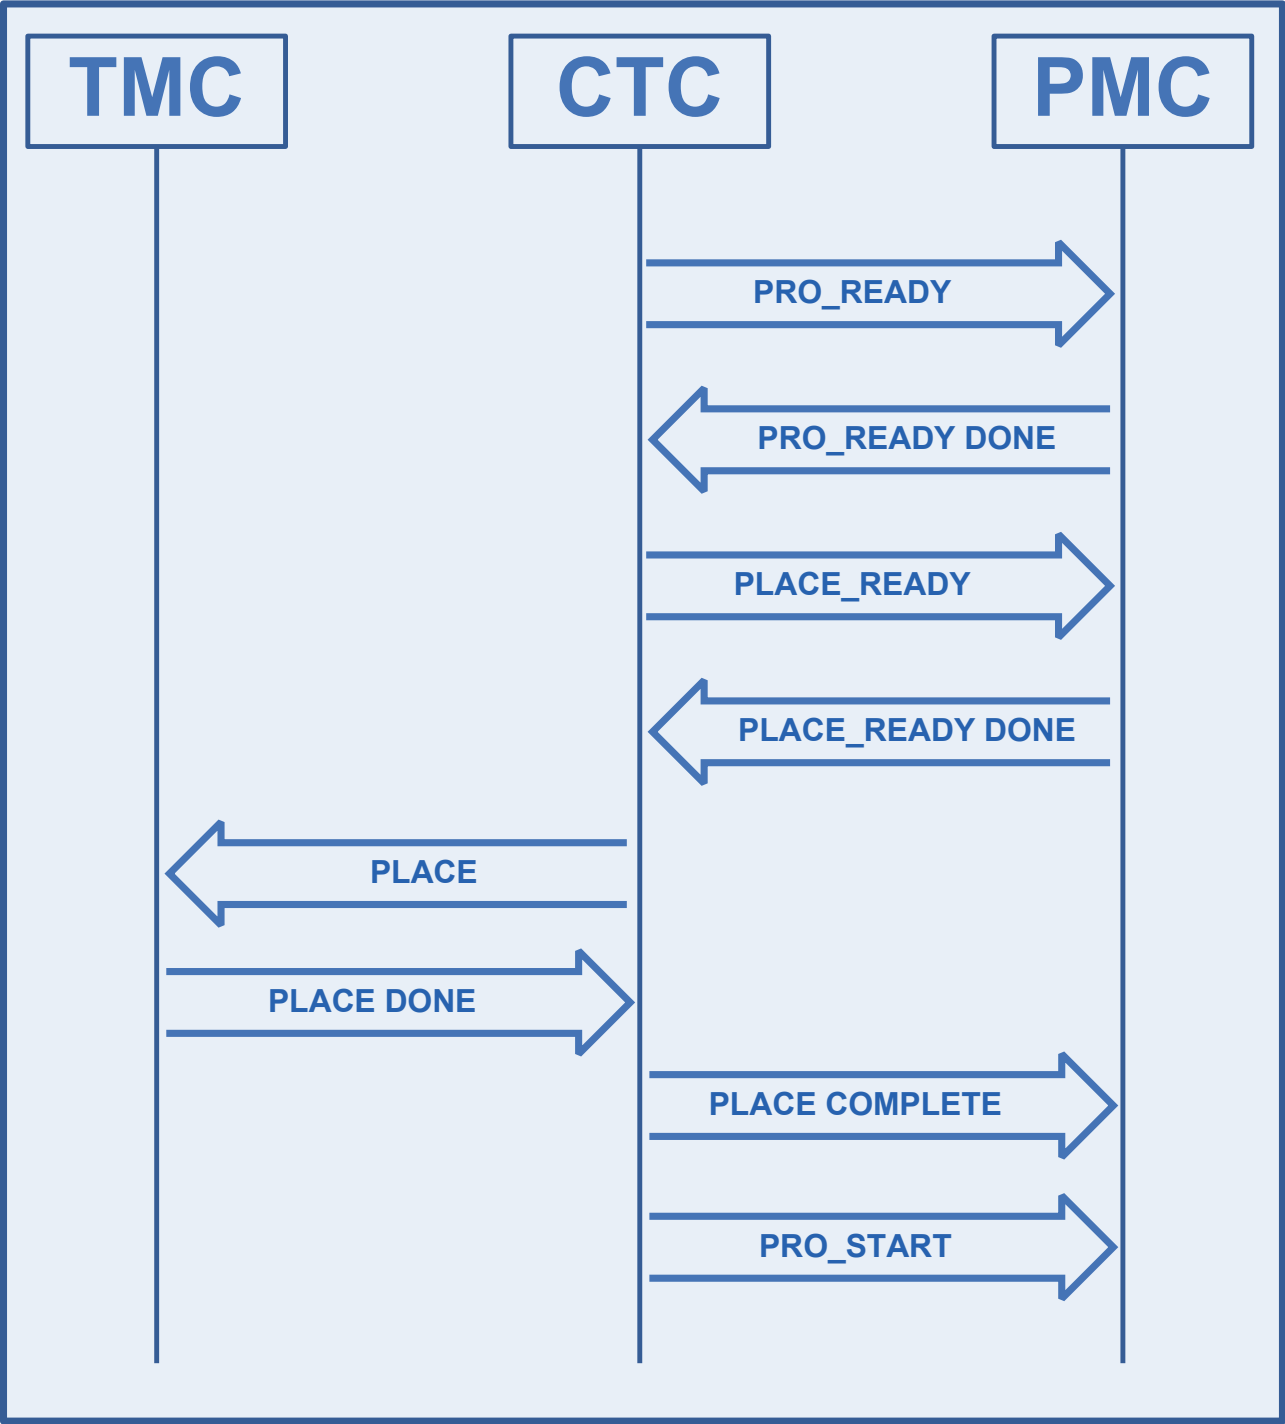 TMC
CTC
PMC
PRO_READY
PRO_READY DONE
PLACE_READY
PLACE_READY DONE
PLACE
PLACE DONE
PLACE COMPLETE
PRO_START